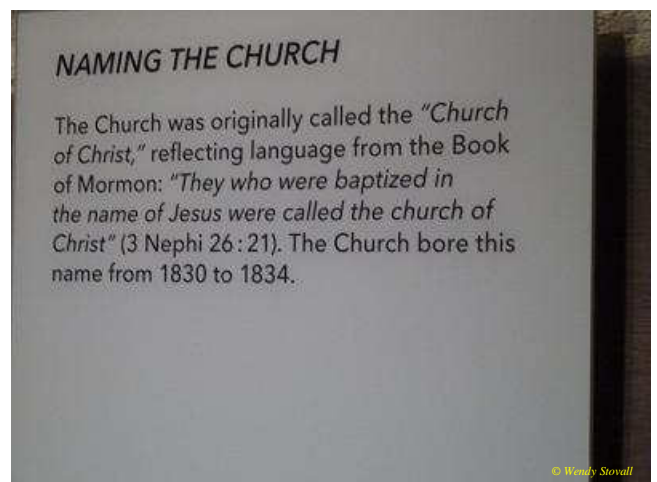 NAMING THE CHURCH
The Church was originally called the "Church
of Christ," reflecting language from the Book
of Mormon: "They who were baptized in
the name of Jesus were called the church of
Christ" (3 Nephi 26:21). The Church bore this
name from 1830 to 1834.
© Wendy Stovall